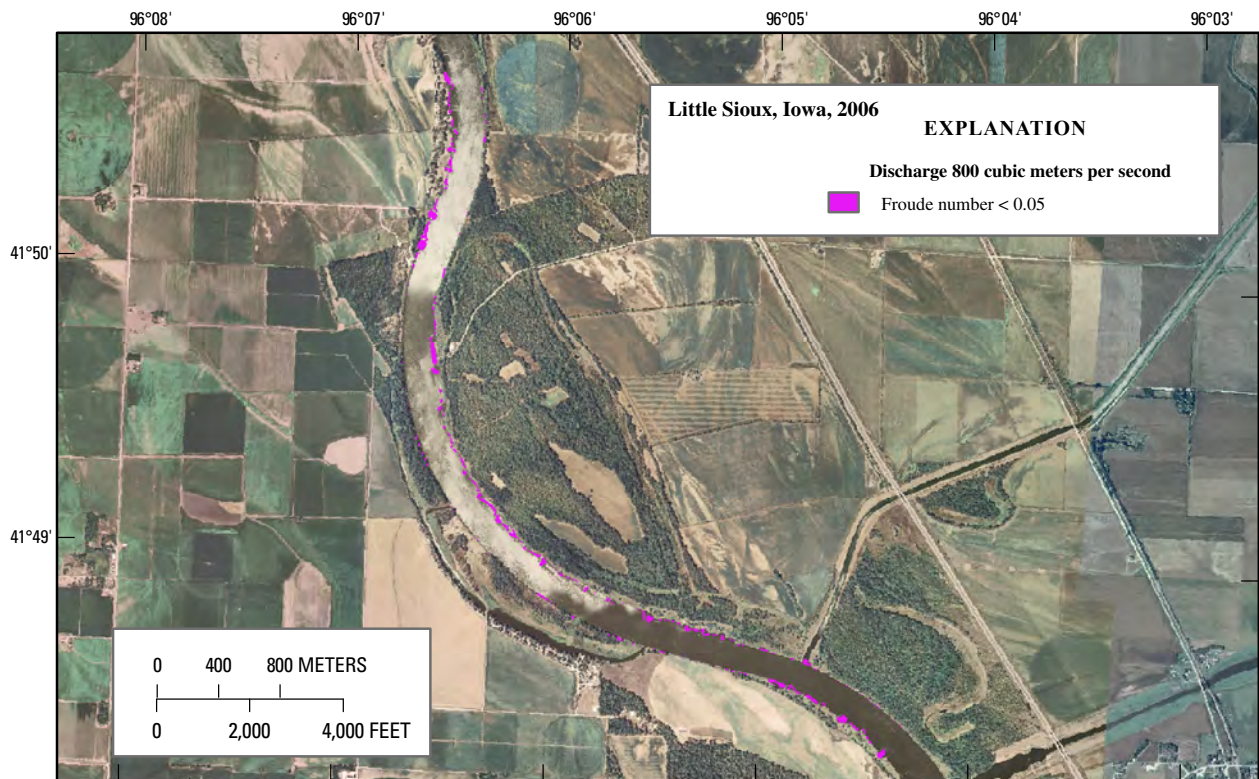 96°08' 96°07' 96°06' 96°05' 96°04' 96°03'
Little Sioux, Iowa, 2006
EXPLANATION
Discharge 800 cubic meters per second
Froude number < 0.05
41°50'
41°49'
0 400 800 METERS
0 2,000 4,000 FEET